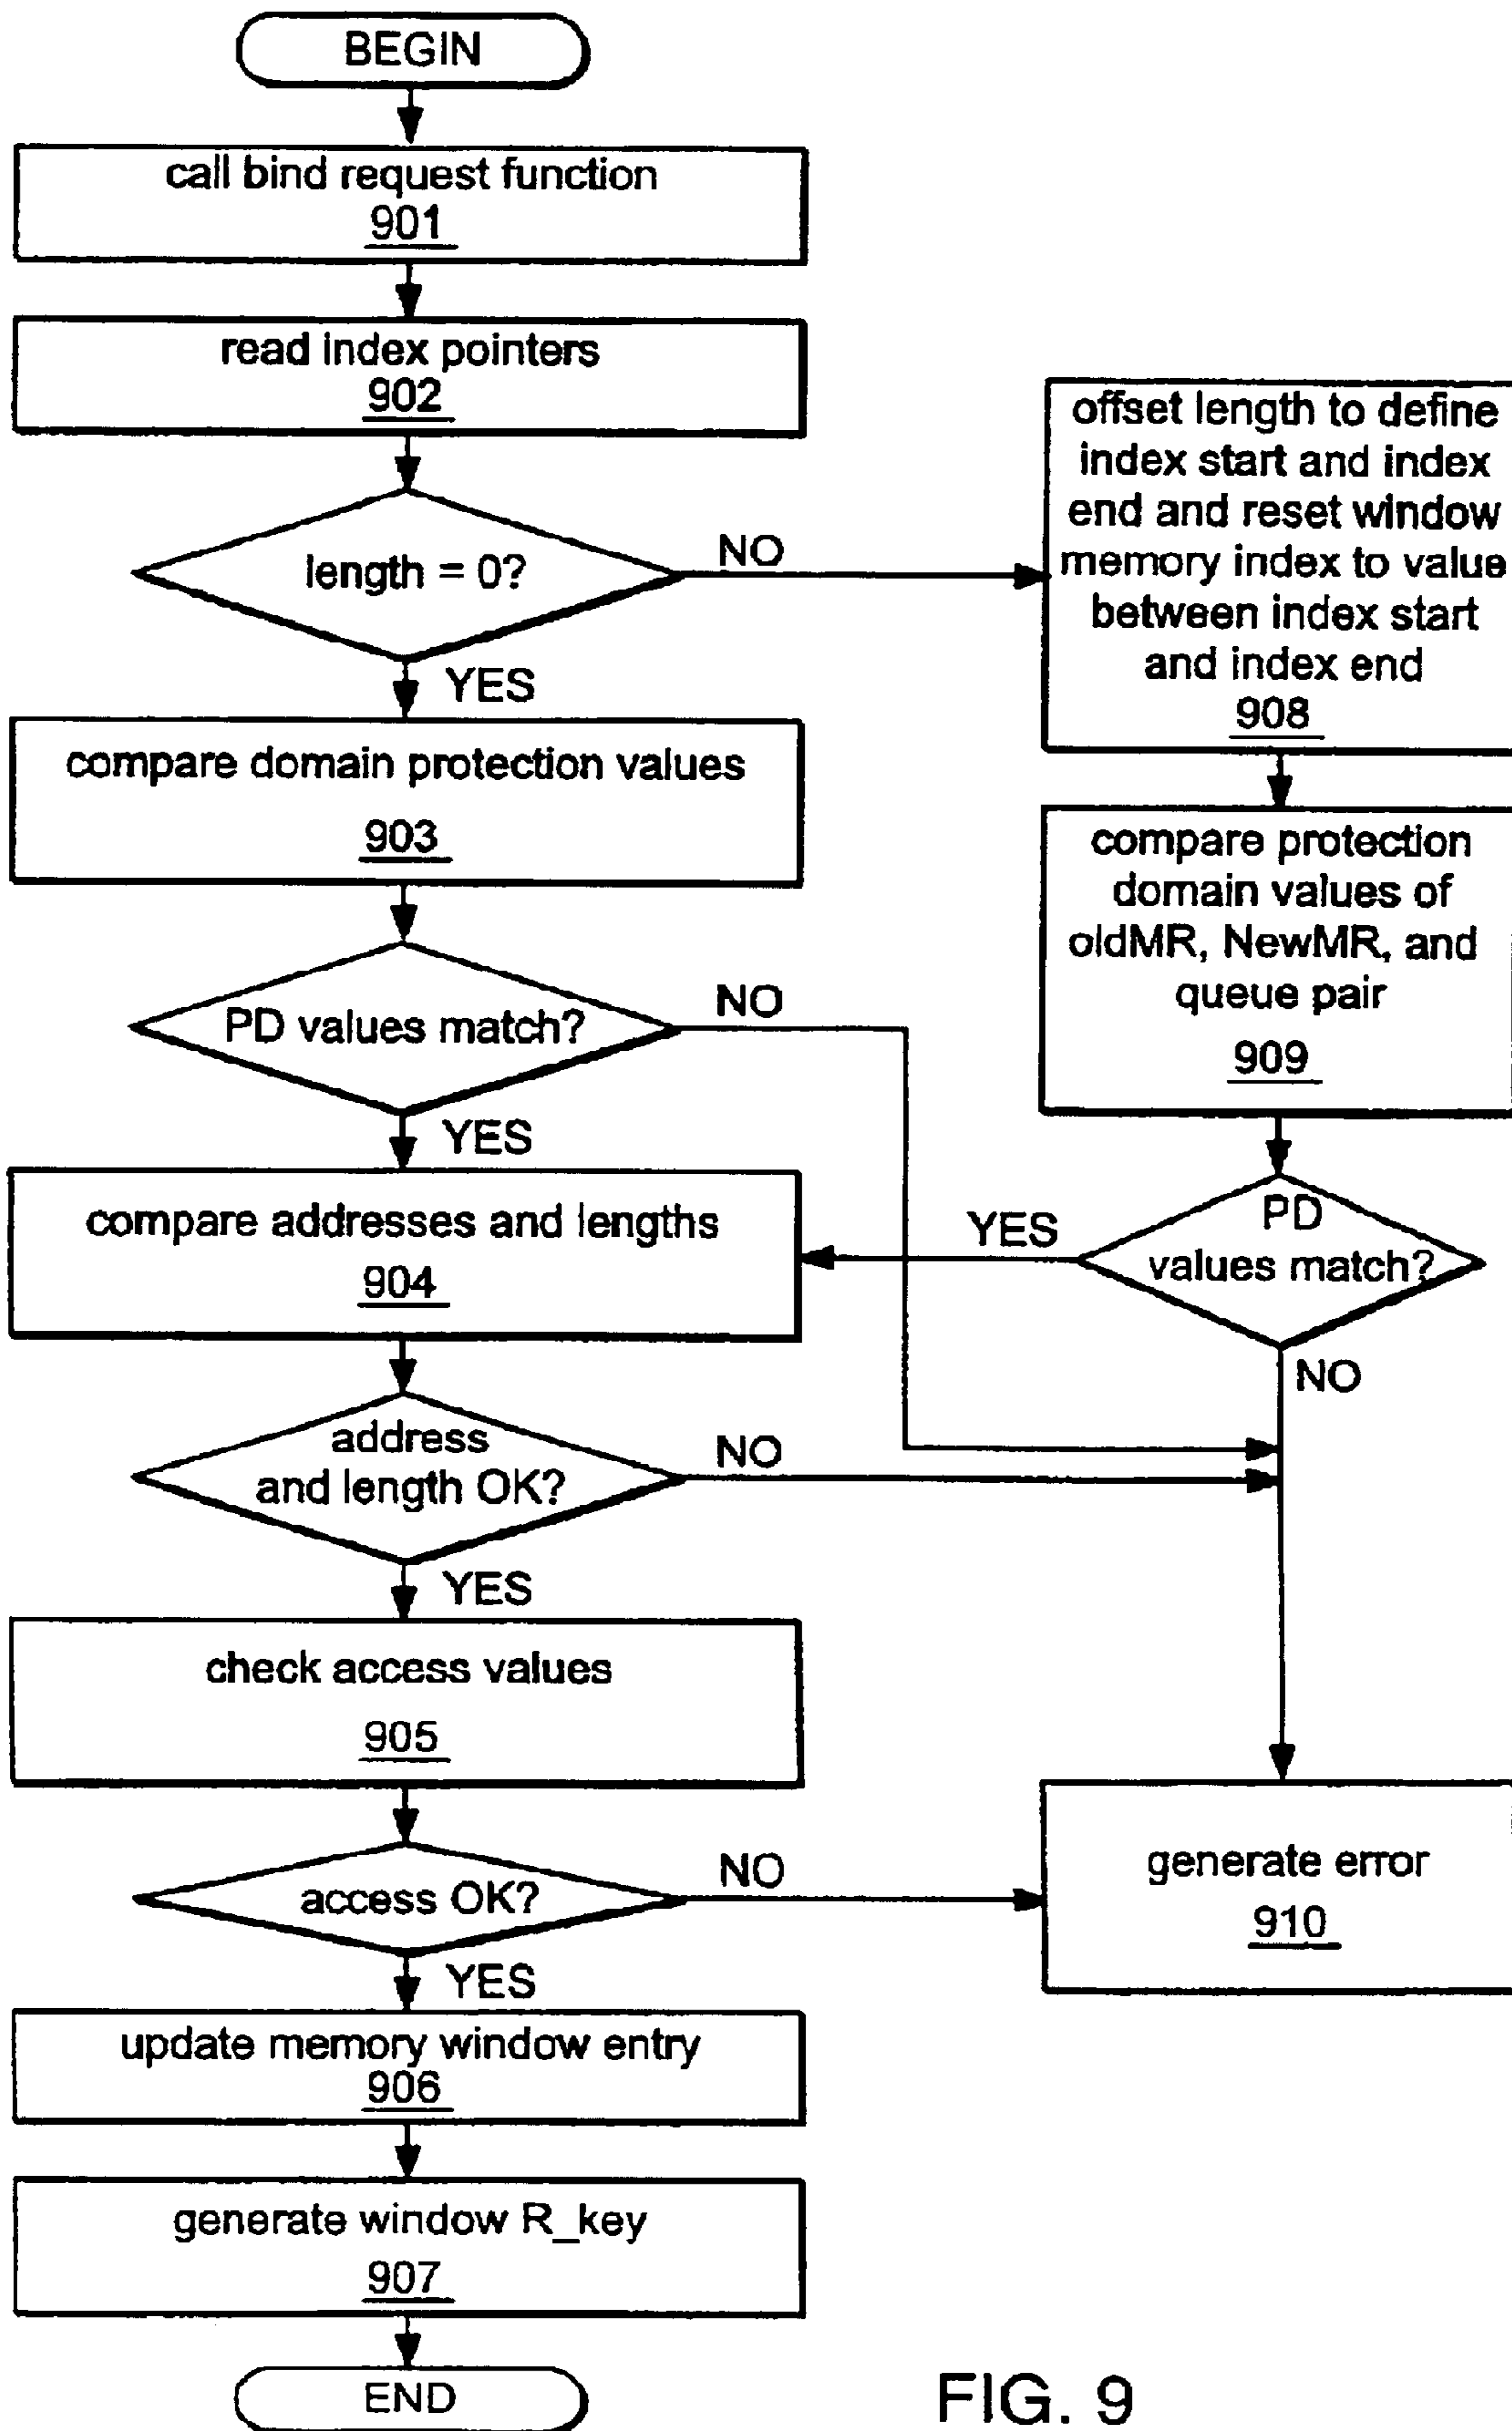 BEGIN
call bind request function
901
read index pointers
902
length = 0?
NO
YES
offset length to define
index start and index
end and reset window
memory index to value
between index start
and index end
908
compare domain protection values
903
compare protection
domain values of
oldMR, NewMR, and
queue pair
909
PD values match?
NO
YES
PD
values match?
YES
NO
compare addresses and lengths
904
address
and length OK?
NO
YES
check access values
905
access OK?
NO
YES
generate error
910
update memory window entry
906
generate window R_key
907
END
FIG. 9